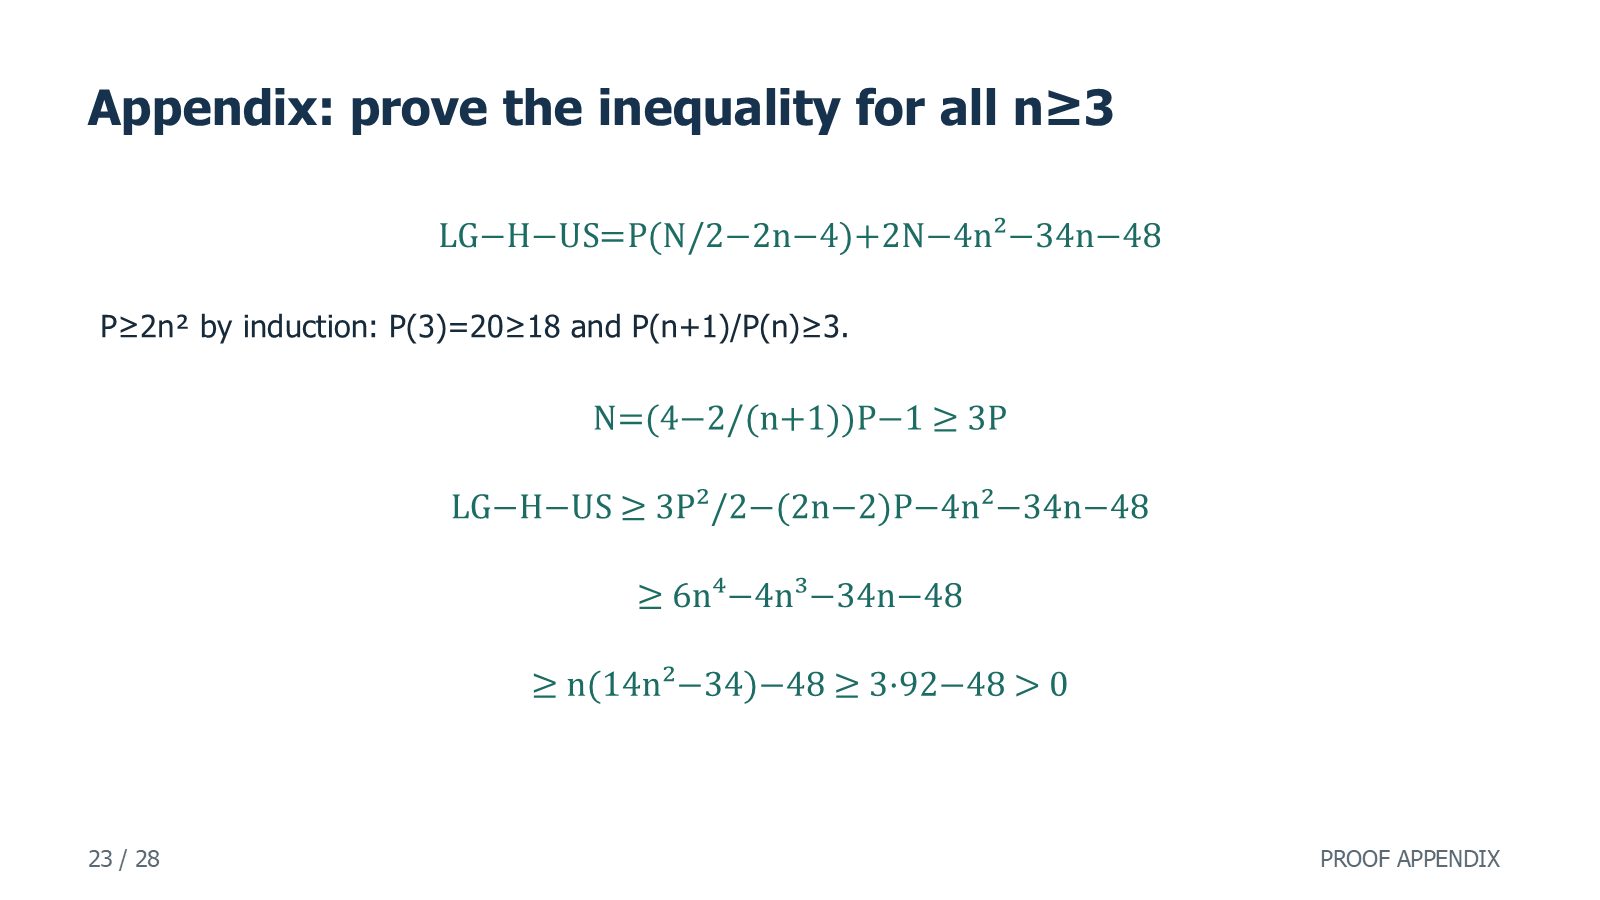 Appendix: prove the inequality for all n≥3
LG−H−US=P(N/2−2n−4)+2N−4n²−34n−48
P≥2n² by induction: P(3)=20≥18 and P(n+1)/P(n)≥3.
N=(4−2/(n+1))P−1 ≥ 3P
LG−H−US ≥ 3P²/2−(2n−2)P−4n²−34n−48
≥ 6n⁴−4n³−34n−48
≥ n(14n²−34)−48 ≥ 3·92−48 > 0
23 / 28
PROOF APPENDIX